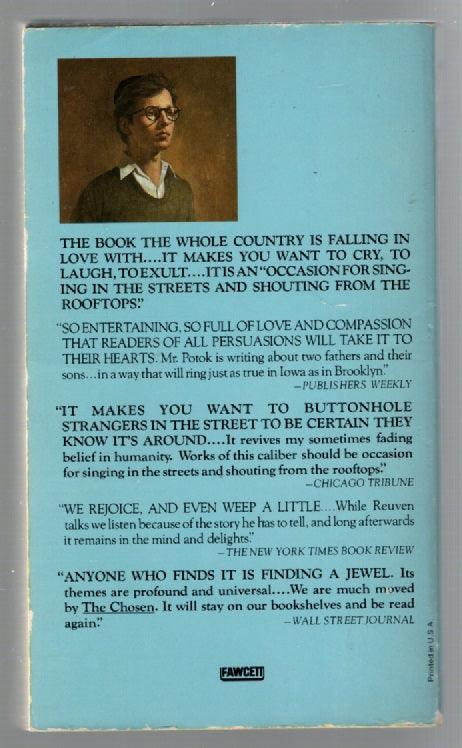 THE BOOK THE WHOLE COUNTRY IS FALLING IN
LOVE WITH....IT MAKES YOU WANT TO CRY, TO
LAUGH, TO EXULT....IT IS AN "OCCASION FOR SING-
ING IN THE STREETS AND SHOUTING FROM THE
ROOFTOPS."
"SO ENTERTAINING, SO FULL OF LOVE AND COMPASSION
THAT READERS OF ALL PERSUASIONS WILL TAKE IT TO
THEIR HEARTS. Mr. Potok is writing about two fathers and their
sons...in a way that will ring just as true in Iowa as in Brooklyn."
—PUBLISHERS WEEKLY
"IT MAKES YOU WANT TO BUTTONHOLE
STRANGERS IN THE STREET TO BE CERTAIN THEY
KNOW IT'S AROUND....It revives my sometimes fading
belief in humanity. Works of this caliber should be occasion
for singing in the streets and shouting from the rooftops."
—CHICAGO TRIBUNE
"WE REJOICE, AND EVEN WEEP A LITTLE....While Reuven
talks we listen because of the story he has to tell, and long afterwards
it remains in the mind and delights."
—THE NEW YORK TIMES BOOK REVIEW
"ANYONE WHO FINDS IT IS FINDING A JEWEL. Its
themes are profound and universal....We are much moved
by The Chosen. It will stay on our bookshelves and be read
again."
—WALL STREET JOURNAL
FAWCETT
Printed in U.S.A.